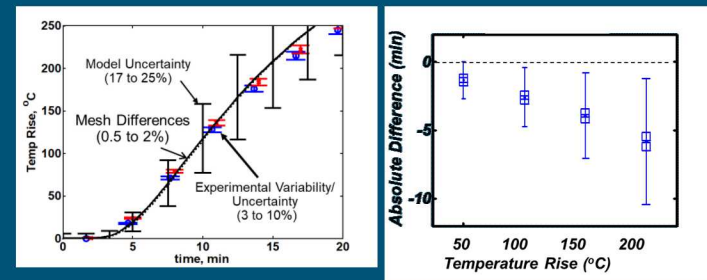 250
200
150
100
50
0
Temp Rise, °C
Model Uncertainty
(17 to 25%)
Mesh Differences
(0.5 to 2%)
Experimental Variability/
Uncertainty
(3 to 10%)
0 5 10 15 20
time, min
Absolute Difference (min)
0
-5
-10
50 100 150 200
Temperature Rise (°C)